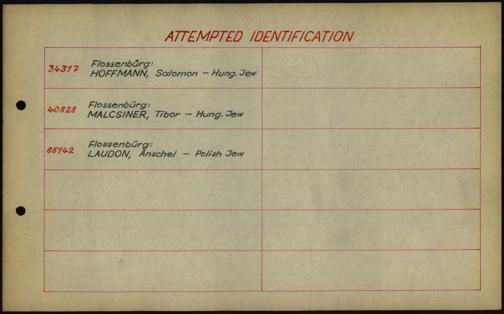 ATTEMPTED IDENTIFICATION
34317 Flossenbürg:
HOFFMANN, Salomon – Hung. Jew
40828 Flossenbürg:
MALCSINER, Tibor – Hung. Jew
85142 Flossenbürg:
LAUDON, Anschel – Polish Jew